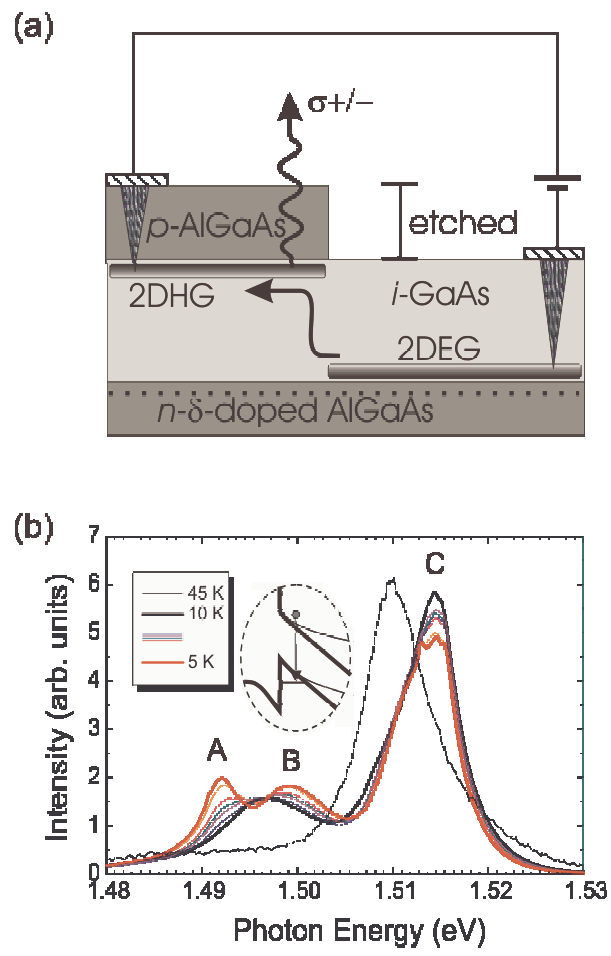 (a)
σ+/−
p-AlGaAs
etched
2DHG
i-GaAs
2DEG
n-δ-doped AlGaAs
(b)
7
6
5
4
3
2
1
0
Intensity (arb. units)
45 K
10 K
5 K
A
B
C
1.48 1.49 1.50 1.51 1.52 1.53
Photon Energy (eV)